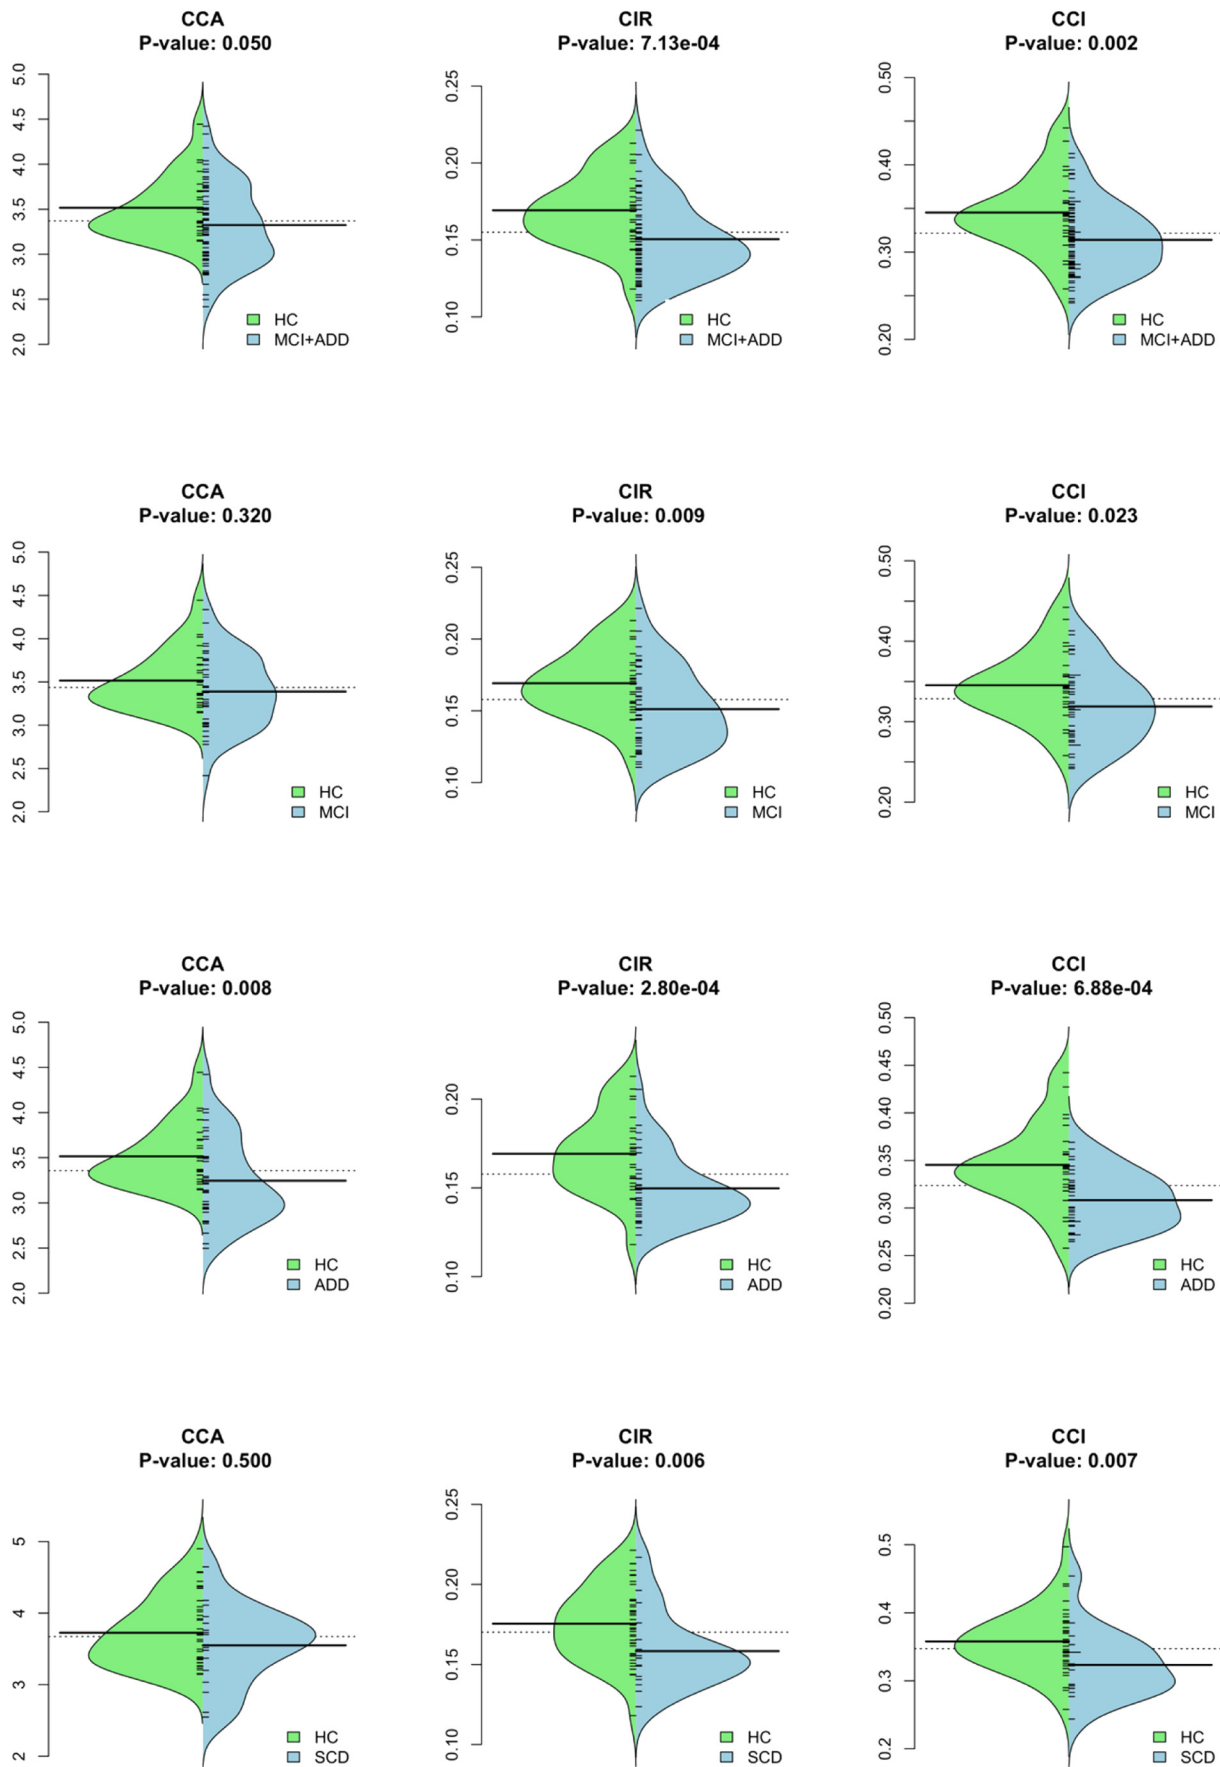 CCA
P-value: 0.050
5.0
4.5
4.0
3.5
3.0
2.5
2.0
HC
MCI+ADD
CIR
P-value: 7.13e-04
0.25
0.20
0.15
0.10
HC
MCI+ADD
CCI
P-value: 0.002
0.50
0.40
0.30
0.20
HC
MCI+ADD
CCA
P-value: 0.320
5.0
4.5
4.0
3.5
3.0
2.5
2.0
HC
MCI
CIR
P-value: 0.009
0.25
0.20
0.15
0.10
HC
MCI
CCI
P-value: 0.023
0.50
0.40
0.30
0.20
HC
MCI
CCA
P-value: 0.008
5.0
4.5
4.0
3.5
3.0
2.5
2.0
HC
ADD
CIR
P-value: 2.80e-04
0.20
0.15
0.10
HC
ADD
CCI
P-value: 6.88e-04
0.50
0.45
0.40
0.35
0.30
0.25
0.20
HC
ADD
CCA
P-value: 0.500
5
4
3
2
HC
SCD
CIR
P-value: 0.006
0.25
0.20
0.15
0.10
HC
SCD
CCI
P-value: 0.007
0.5
0.4
0.3
0.2
HC
SCD